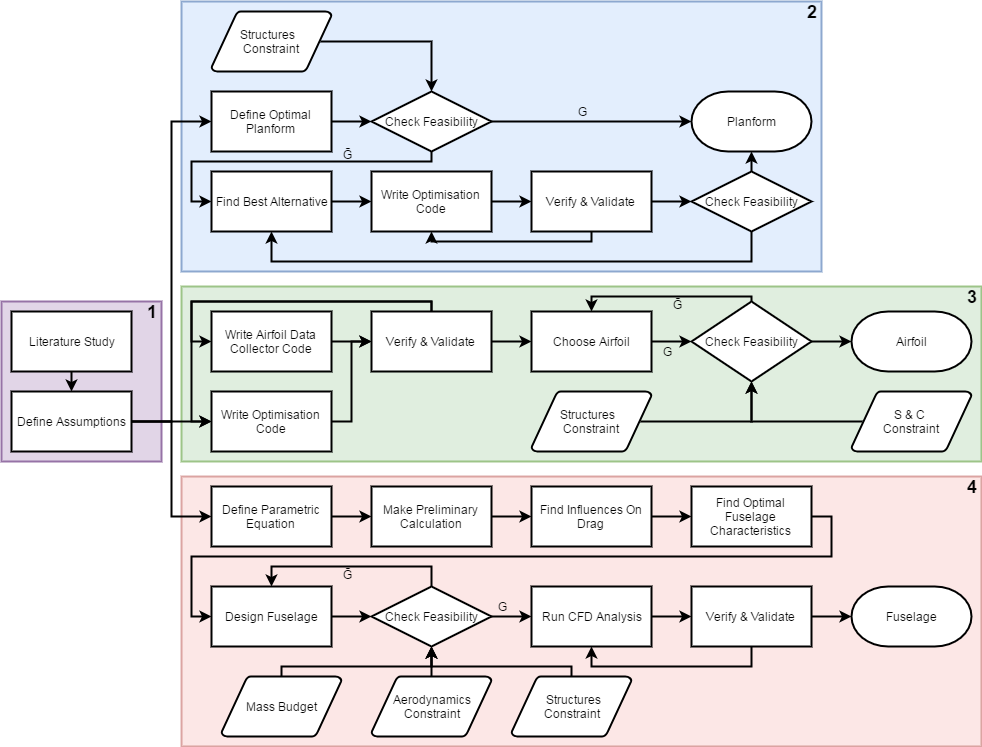 1
Literature Study
Define Assumptions
2
Structures
Constraint
Define Optimal
Planform
Check Feasibility
G
Planform
Ḡ
Find Best Alternative
Write Optimisation
Code
Verify & Validate
Check Feasibility
3
Write Airfoil Data
Collector Code
Verify & Validate
Choose Airfoil
Ḡ
G
Check Feasibility
Airfoil
Write Optimisation
Code
Structures
Constraint
S & C
Constraint
4
Define Parametric
Equation
Make Preliminary
Calculation
Find Influences On
Drag
Find Optimal
Fuselage
Characteristics
Ḡ
Design Fuselage
Check Feasibility
G
Run CFD Analysis
Verify & Validate
Fuselage
Mass Budget
Aerodynamics
Constraint
Structures
Constraint